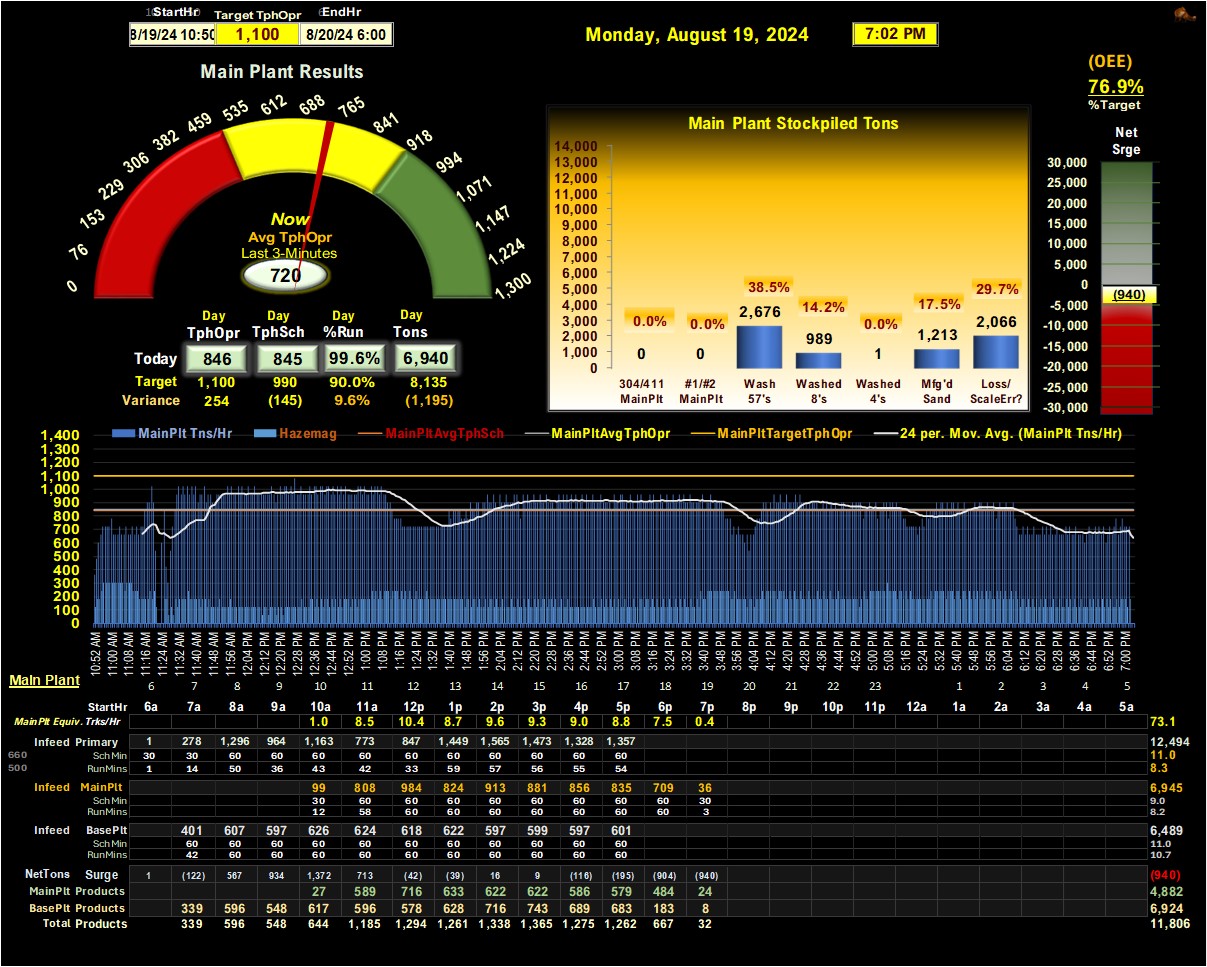 StartHr Target TphOpr EndHr
8/19/24 10:50 1,100 8/20/24 6:00
Monday, August 19, 2024 7:02 PM
(OEE)
76.9%
%Target
Main Plant Results
0 76 153 229 306 382 459 535 612 688 765 841 918 994 1,071 1,147 1,224 1,300
Now
Avg TphOpr
Last 3-Minutes
720
Day Day Day Day
TphOpr TphSch %Run Tons
Today 846 845 99.6% 6,940
Target 1,100 990 90.0% 8,135
Variance 254 (145) 9.6% (1,195)
Main Plant Stockpiled Tons
14,000
13,000
12,000
11,000
10,000
9,000
8,000
7,000
6,000
5,000
4,000
3,000
2,000
1,000
0
0.0% 0.0% 38.5% 14.2% 0.0% 17.5% 29.7%
0 0 2,676 989 1 1,213 2,066
304/411 #1/#2 Wash Washed Washed Mfg'd Loss/
MainPlt MainPlt 57's 8's 4's Sand ScaleErr?
Net
Srge
30,000
25,000
20,000
15,000
10,000
5,000
0
(940)
-5,000
-10,000
-15,000
-20,000
-25,000
-30,000
MainPlt Tns/Hr Hazemag MainPltAvgTphSch MainPltAvgTphOpr MainPltTargetTphOpr 24 per. Mov. Avg. (MainPlt Tns/Hr)
1,400
1,300
1,200
1,100
1,000
900
800
700
600
500
400
300
200
100
0
10:52 AM 11:00 AM 11:08 AM 11:16 AM 11:24 AM 11:32 AM 11:40 AM 11:48 AM 11:56 AM 12:04 PM 12:12 PM 12:20 PM 12:28 PM 12:36 PM 12:44 PM 12:52 PM 1:00 PM 1:08 PM 1:16 PM 1:24 PM 1:32 PM 1:40 PM 1:48 PM 1:56 PM 2:04 PM 2:12 PM 2:20 PM 2:28 PM 2:36 PM 2:44 PM 2:52 PM 3:00 PM 3:08 PM 3:16 PM 3:24 PM 3:32 PM 3:40 PM 3:48 PM 3:56 PM 4:04 PM 4:12 PM 4:20 PM 4:28 PM 4:36 PM 4:44 PM 4:52 PM 5:00 PM 5:08 PM 5:16 PM 5:24 PM 5:32 PM 5:40 PM 5:48 PM 5:56 PM 6:04 PM 6:12 PM 6:20 PM 6:28 PM 6:36 PM 6:44 PM 6:52 PM 7:00 PM
Main Plant 6 7 8 9 10 11 12 13 14 15 16 17 18 19 20 21 22 23 1 2 3 4 5
StartHr 6a 7a 8a 9a 10a 11a 12p 1p 2p 3p 4p 5p 6p 7p 8p 9p 10p 11p 12a 1a 2a 3a 4a 5a
MainPlt Equiv. Trks/Hr 1.0 8.5 10.4 8.7 9.6 9.3 9.0 8.8 7.5 0.4 73.1
Infeed Primary 1 278 1,296 964 1,163 773 847 1,449 1,565 1,473 1,328 1,357 12,494
660 SchMin 30 30 60 60 60 60 60 60 60 60 60 60 11.0
500 RunMins 1 14 50 36 43 42 33 59 57 56 55 54 8.3
Infeed MainPlt 99 808 984 824 913 881 856 835 709 36 6,945
SchMin 30 60 60 60 60 60 60 60 60 30 9.0
RunMins 12 58 60 60 60 60 60 60 60 3 8.2
Infeed BasePlt 401 607 597 626 624 618 622 597 599 597 601 6,489
SchMin 60 60 60 60 60 60 60 60 60 60 60 11.0
RunMins 42 60 60 60 60 60 60 60 60 60 60 10.7
NetTons Surge 1 (122) 567 934 1,372 713 (42) (39) 16 9 (116) (195) (904) (940) (940)
MainPlt Products 27 589 716 633 622 622 586 579 484 24 4,882
BasePlt Products 339 596 548 617 596 578 628 716 743 689 683 183 8 6,924
Total Products 339 596 548 644 1,185 1,294 1,261 1,338 1,365 1,275 1,262 667 32 11,806